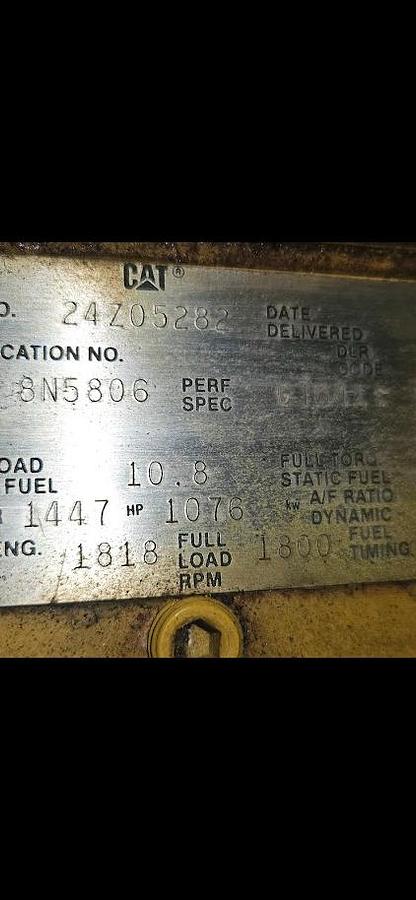 CAT®
O. 24Z05282 DATE DELIVERED
CATION NO. DLR CODE
8N5806 PERF SPEC
OAD FUEL 10.8 FULL TORQ STATIC FUEL
1447 HP 1076 kW A/F RATIO DYNAMIC
ENG. 1818 FULL LOAD RPM 1800 FUEL TIMING